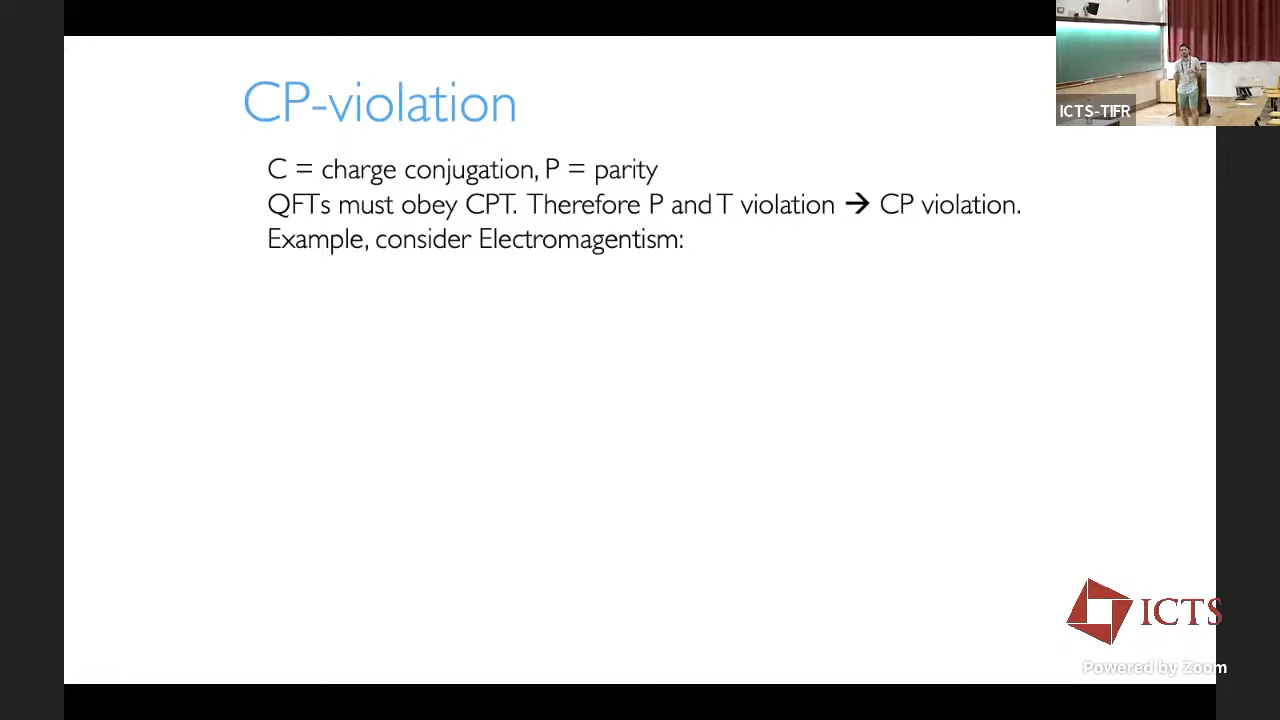 CP-violation
C = charge conjugation, P = parity
QFTs must obey CPT. Therefore P and T violation → CP violation.
Example, consider Electromagentism:
ICTS-TIFR
ICTS
Powered by Zoom